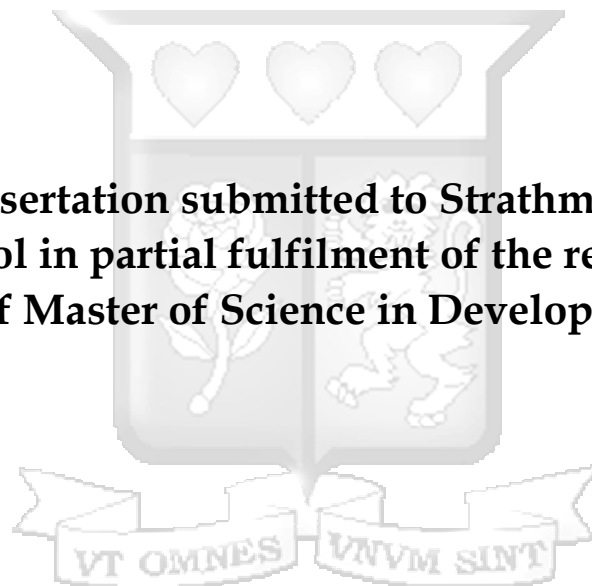 sertation submitted to Strathm
ol in partial fulfilment of the re
f Master of Science in Develop
VT OMNES VNVM SINT